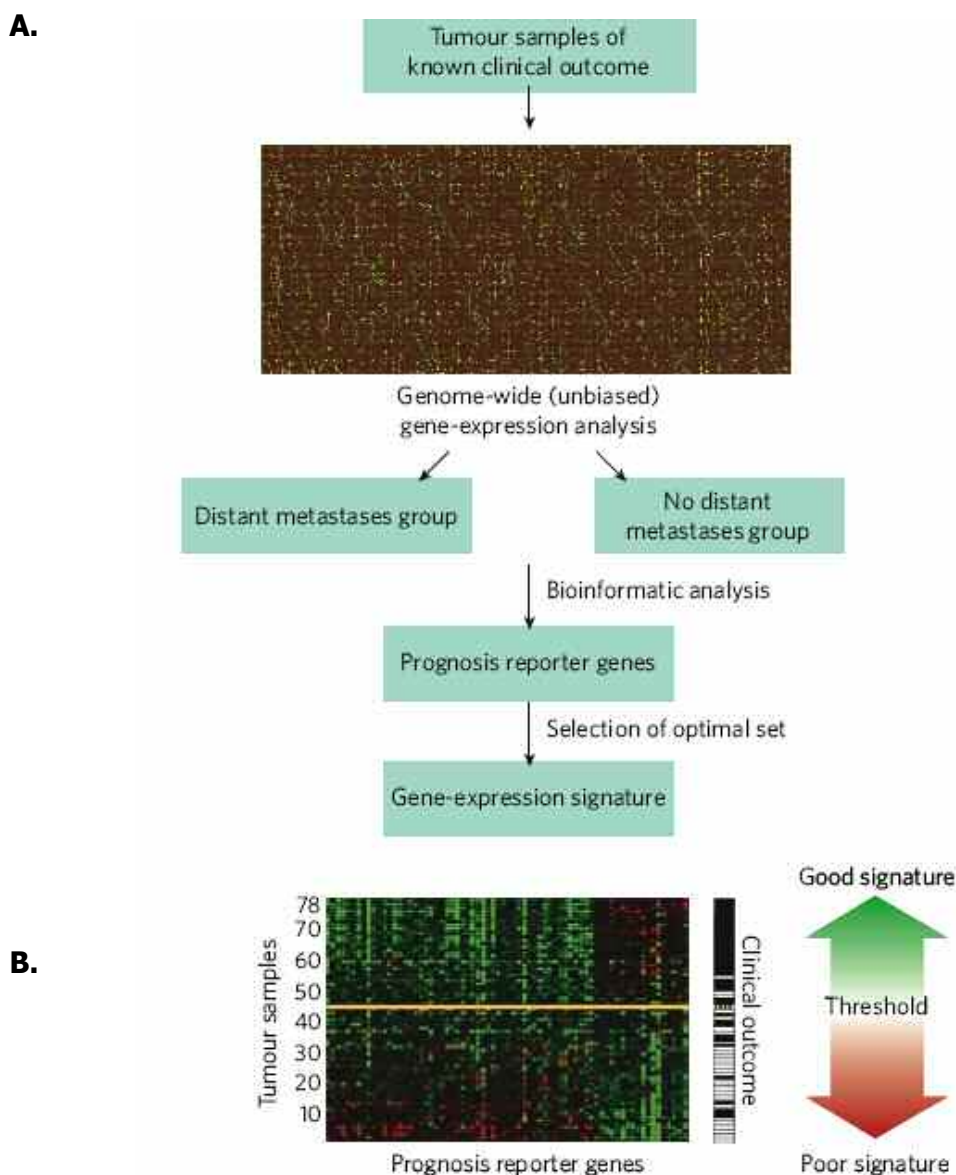 A.
Tumour samples of
known clinical outcome
Genome-wide (unbiased)
gene-expression analysis
Distant metastases group
No distant
metastases group
Bioinformatic analysis
Prognosis reporter genes
Selection of optimal set
Gene-expression signature
B.
Tumour samples
78
70
60
50
40
30
20
10
Prognosis reporter genes
Clinical outcome
Good signature
Threshold
Poor signature